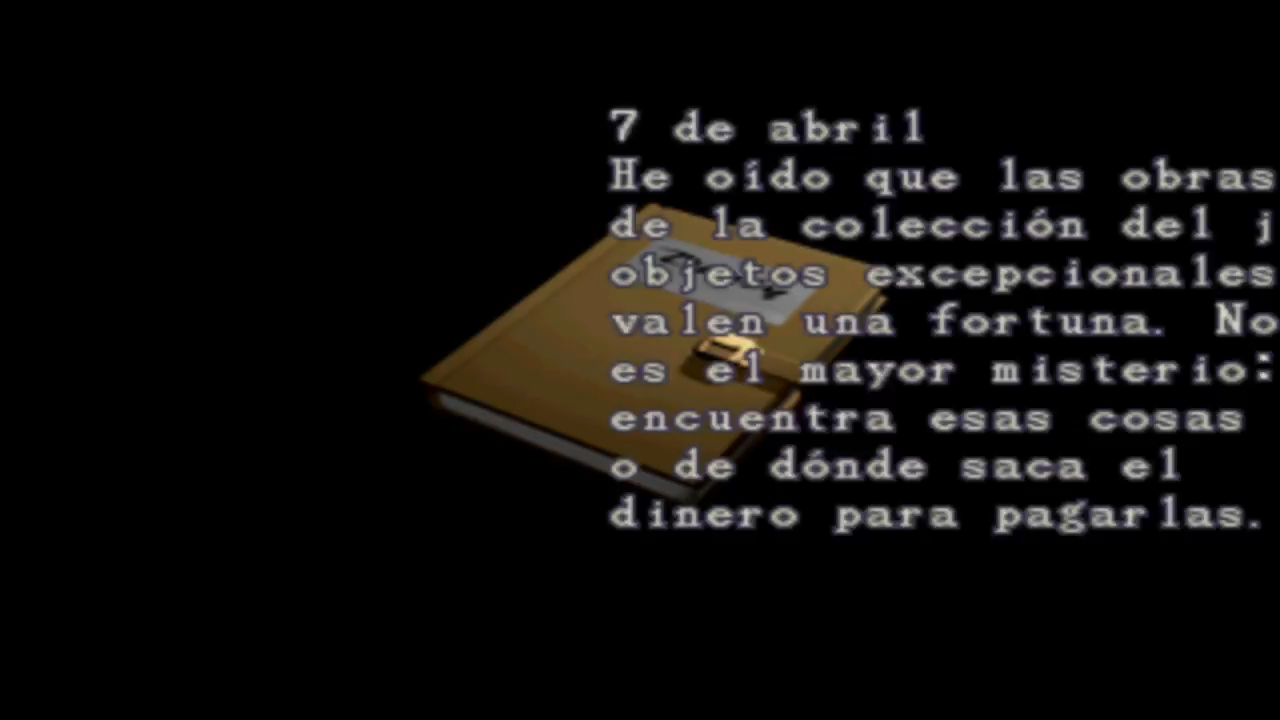 7 de abril
He oído que las obras
de la colección del j
objetos excepcionales
valen una fortuna. No
es el mayor misterio:
encuentra esas cosas
o de dónde saca el
dinero para pagarlas.